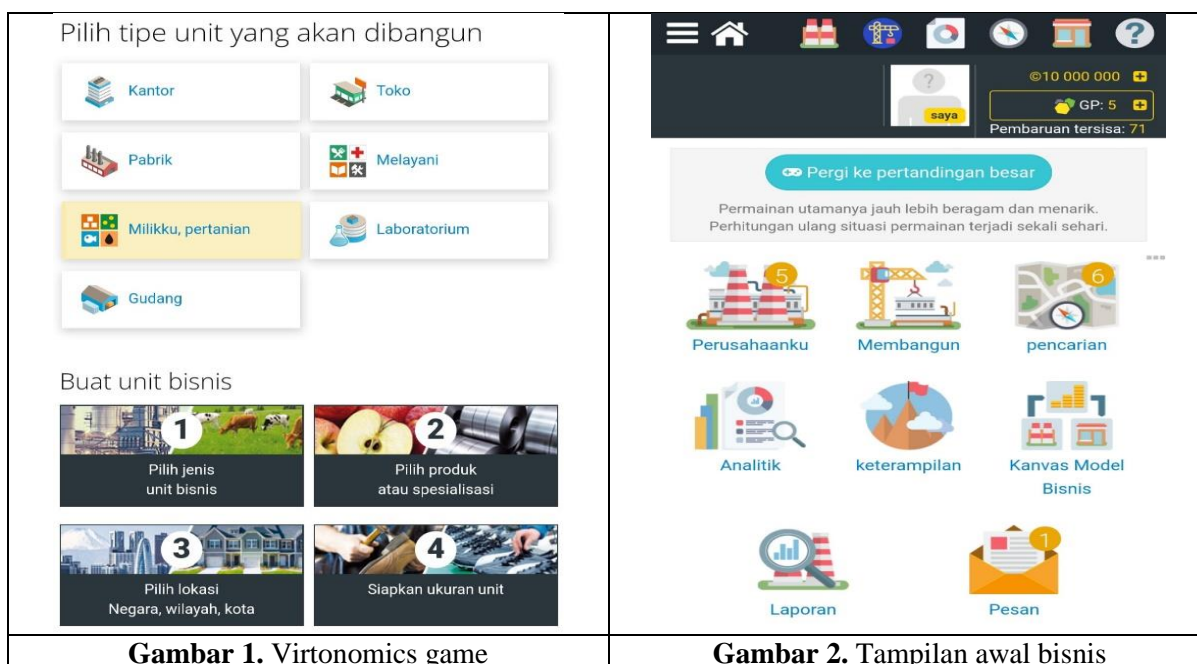 Pilih tipe unit yang akan dibangun
Kantor
Toko
Pabrik
Melayani
Milikku, pertanian
Laboratorium
Gudang
Buat unit bisnis
1
Pilih jenis
unit bisnis
2
Pilih produk
atau spesialisasi
3
Pilih lokasi
Negara, wilayah, kota
4
Siapkan ukuran unit
Gambar 1. Virtonomics game
?
?
saya
©10 000 000
GP: 5
Pembaruan tersisa: 71
Pergi ke pertandingan besar
Permainan utamanya jauh lebih beragam dan menarik.
Perhitungan ulang situasi permainan terjadi sekali sehari.
5
Perusahaanku
Membangun
6
pencarian
Analitik
keterampilan
Kanvas Model
Bisnis
Laporan
1
Pesan
Gambar 2. Tampilan awal bisnis